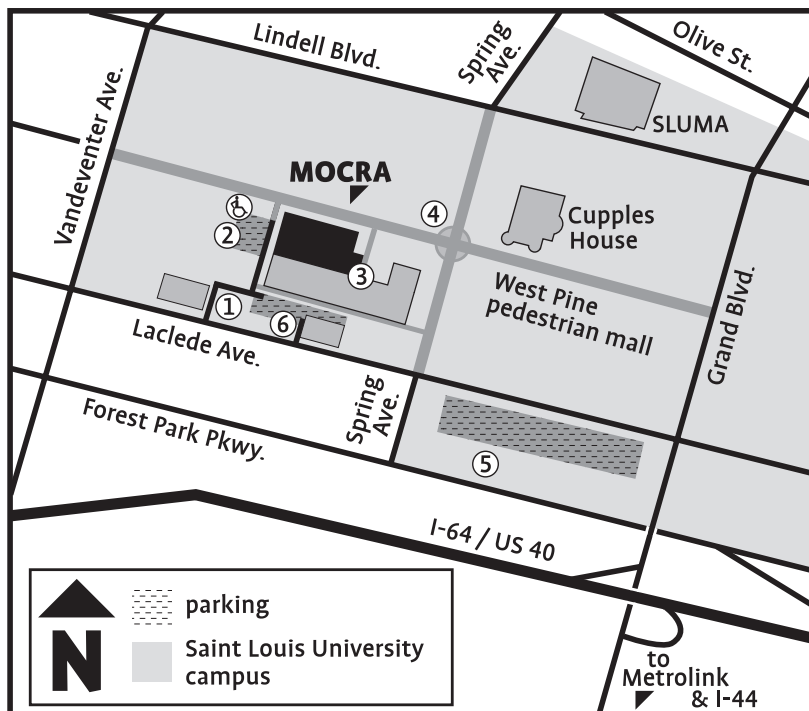 Lindell Blvd.
Spring
Ave.
Olive St.
SLUMA
Vandeventer Ave.
MOCRA
4
2
Cupples
House
3
West Pine
pedestrian mall
Grand Blvd.
1
6
Laclede Ave.
Spring
Ave.
Forest Park Pkwy.
5
I-64 / US 40
N
parking
Saint Louis University
campus
to
Metrolink
& I-44